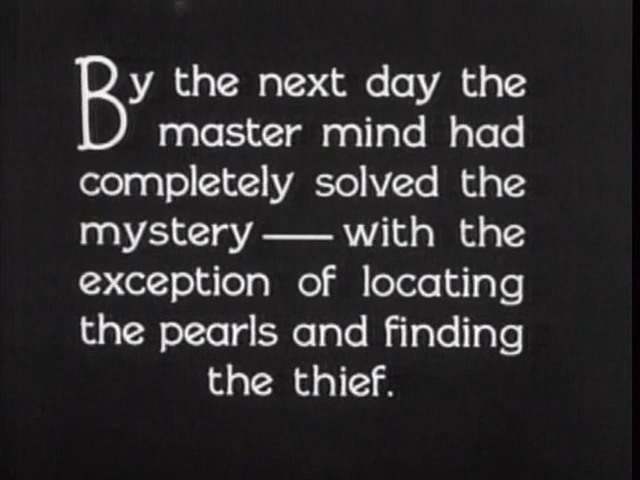 By the next day the
master mind had
completely solved the
mystery — with the
exception of locating
the pearls and finding
the thief.